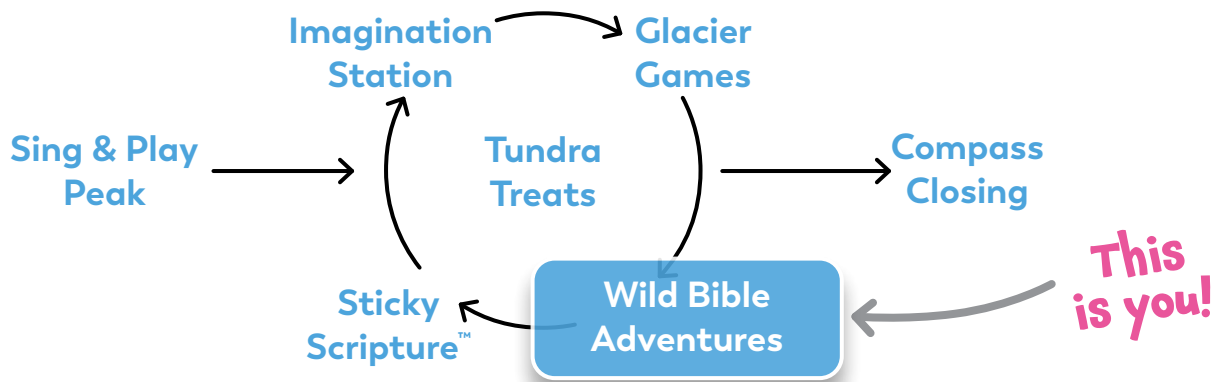 Imagination
Station
Glacier
Games
Sing & Play
Peak
Tundra
Treats
Compass
Closing
Sticky
Scripture™
Wild Bible
Adventures
This
is you!